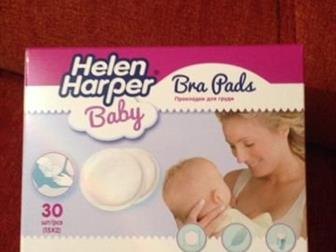 Helen
Harper®
Baby
Bra Pads
Прокладки для груди
30
шт/pcs
(15X2)